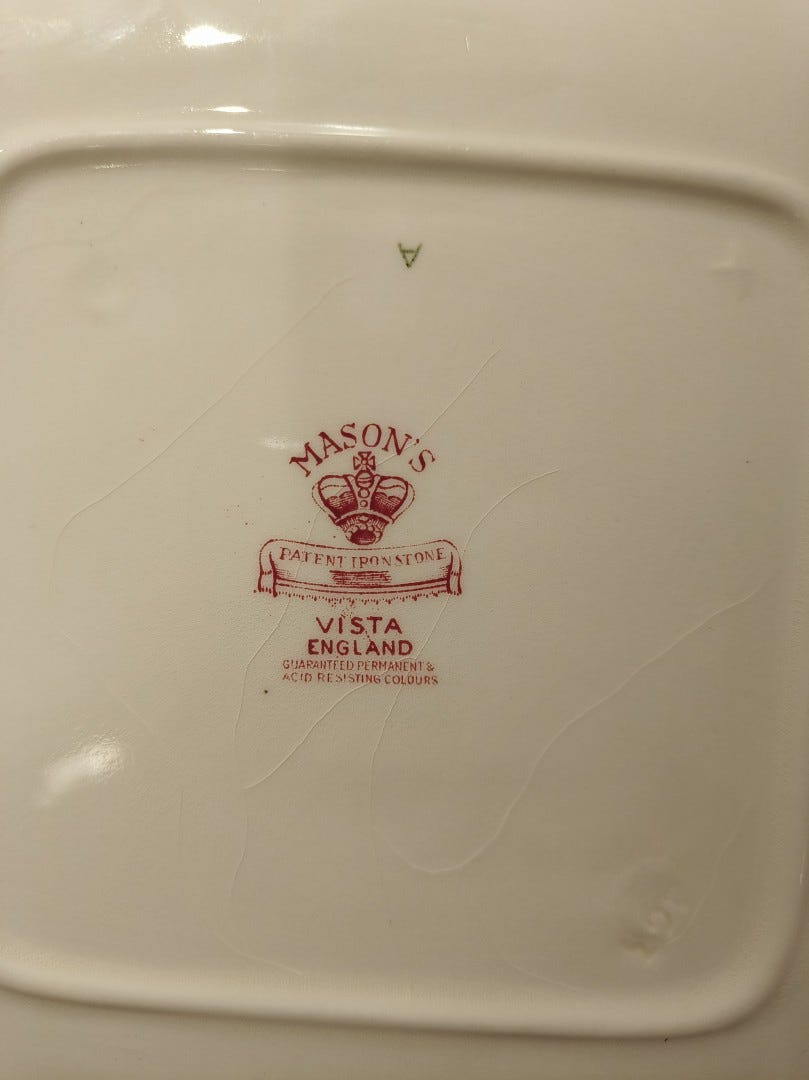 A
MASON'S
PATENT IRONSTONE
VISTA
ENGLAND
GUARANTEED PERMANENT &
ACID RESISTING COLOURS